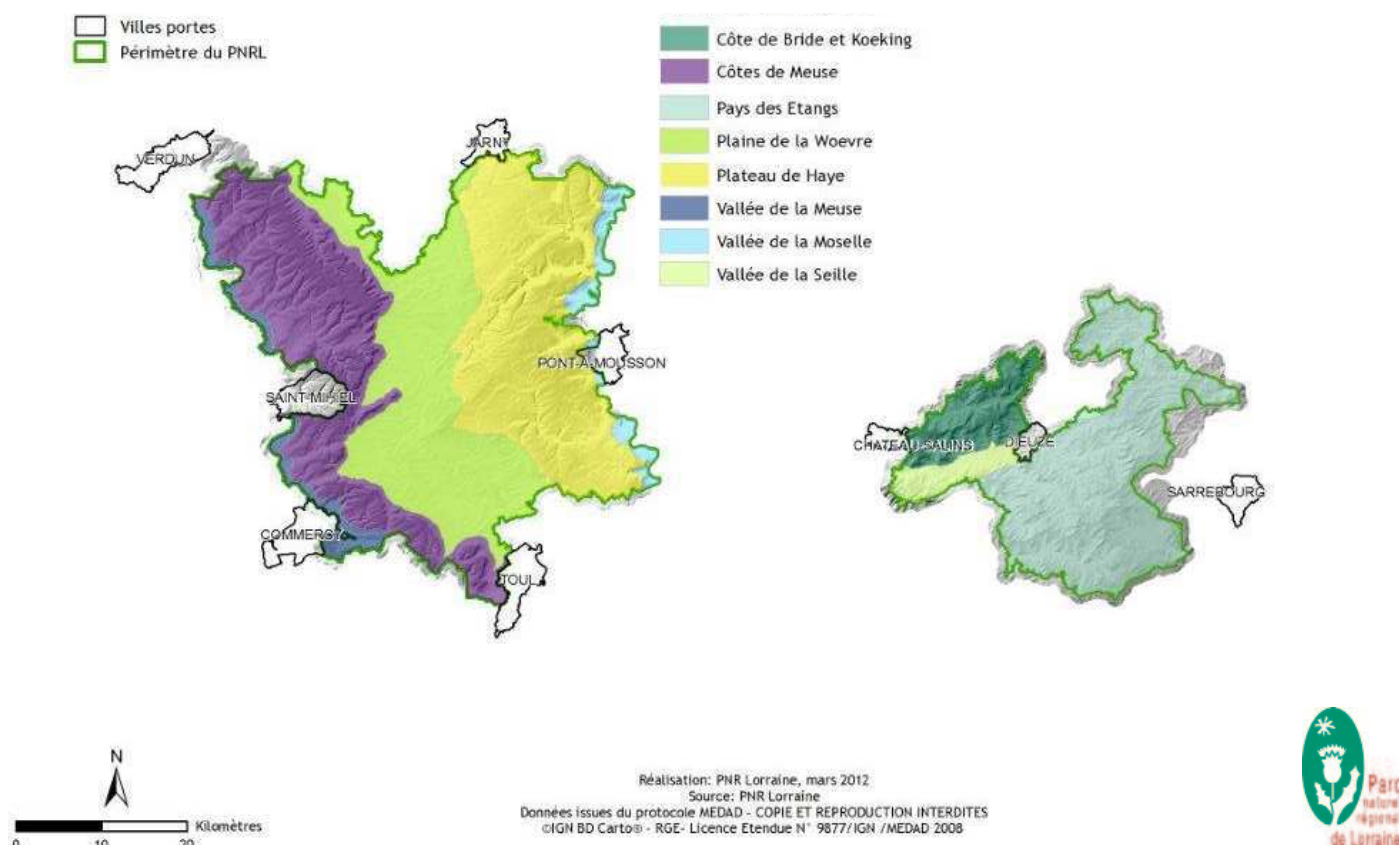 Villes portes
Périmètre du PNRL
Côte de Bride et Koeking
Côtes de Meuse
Pays des Etangs
Plaine de la Woevre
Plateau de Haye
Vallée de la Meuse
Vallée de la Moselle
Vallée de la Seille
VERDUN
JARNY
PONT-A-MOUSSON
SAINT-MIHIEL
COMMERCY
TOUL
CHATEAU-SALINS
DIEUZE
SARREBOURG
N
Kilomètres
0 10 20
Réalisation: PNR Lorraine, mars 2012
Source: PNR Lorraine
Données issues du protocole MEDAD - COPIE ET REPRODUCTION INTERDITES
©IGN BD Carto® - RGE- Licence Etendue N° 9877/IGN /MEDAD 2008
Parc
naturel
régional
de Lorraine